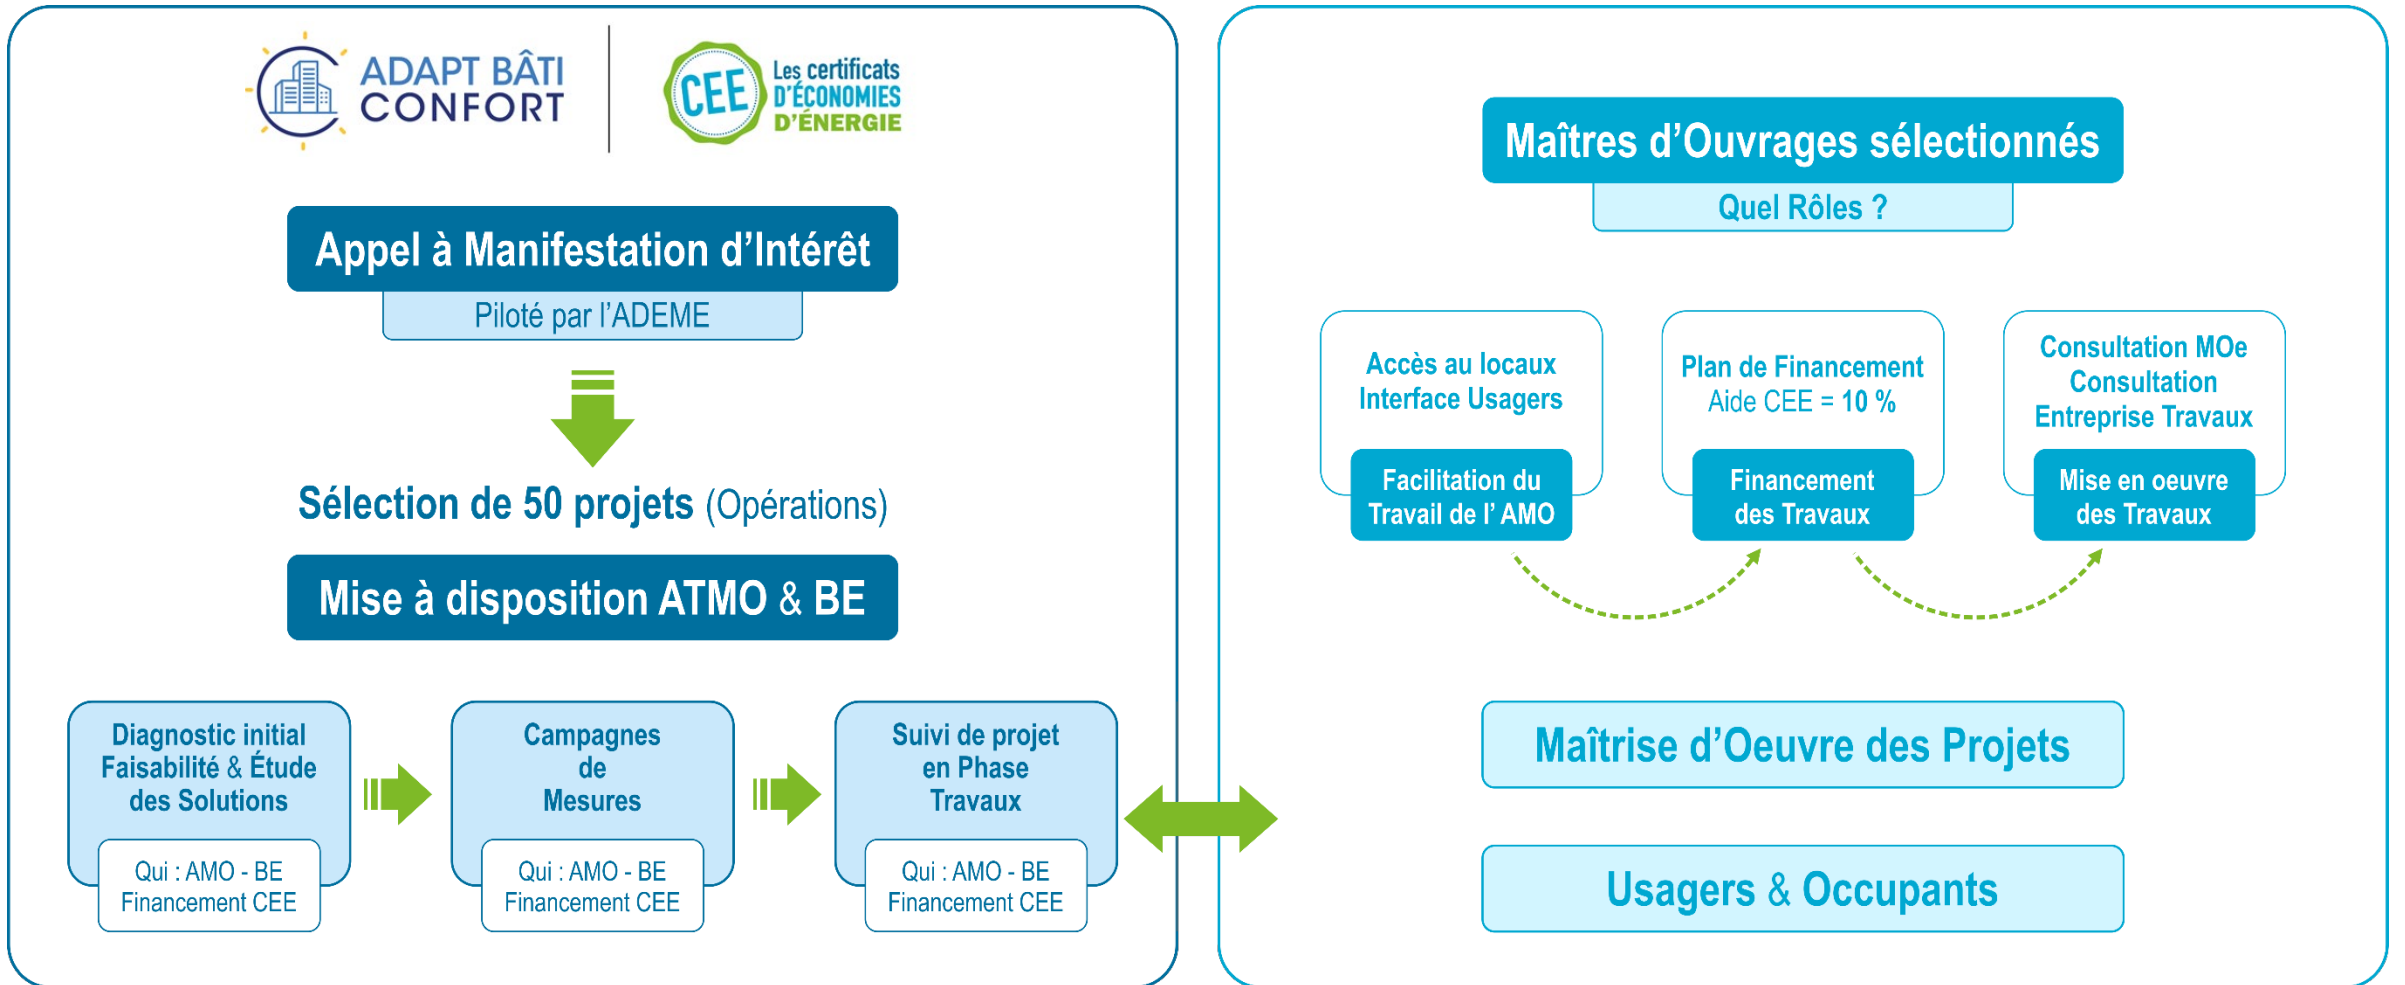 ADAPT BÂTI
CONFORT
CEE
Les certificats
D'ÉCONOMIES
D'ÉNERGIE
Appel à Manifestation d'Intérêt
Piloté par l'ADEME
Sélection de 50 projets (Opérations)
Mise à disposition ATMO & BE
Diagnostic initial
Faisabilité & Étude
des Solutions
Qui : AMO - BE
Financement CEE
Campagnes
de
Mesures
Qui : AMO - BE
Financement CEE
Suivi de projet
en Phase
Travaux
Qui : AMO - BE
Financement CEE
Maîtres d'Ouvrages sélectionnés
Quel Rôles ?
Accès au locaux
Interface Usagers
Facilitation du
Travail de l' AMO
Plan de Financement
Aide CEE = 10 %
Financement
des Travaux
Consultation MOe
Consultation
Entreprise Travaux
Mise en oeuvre
des Travaux
Maîtrise d'Oeuvre des Projets
Usagers & Occupants